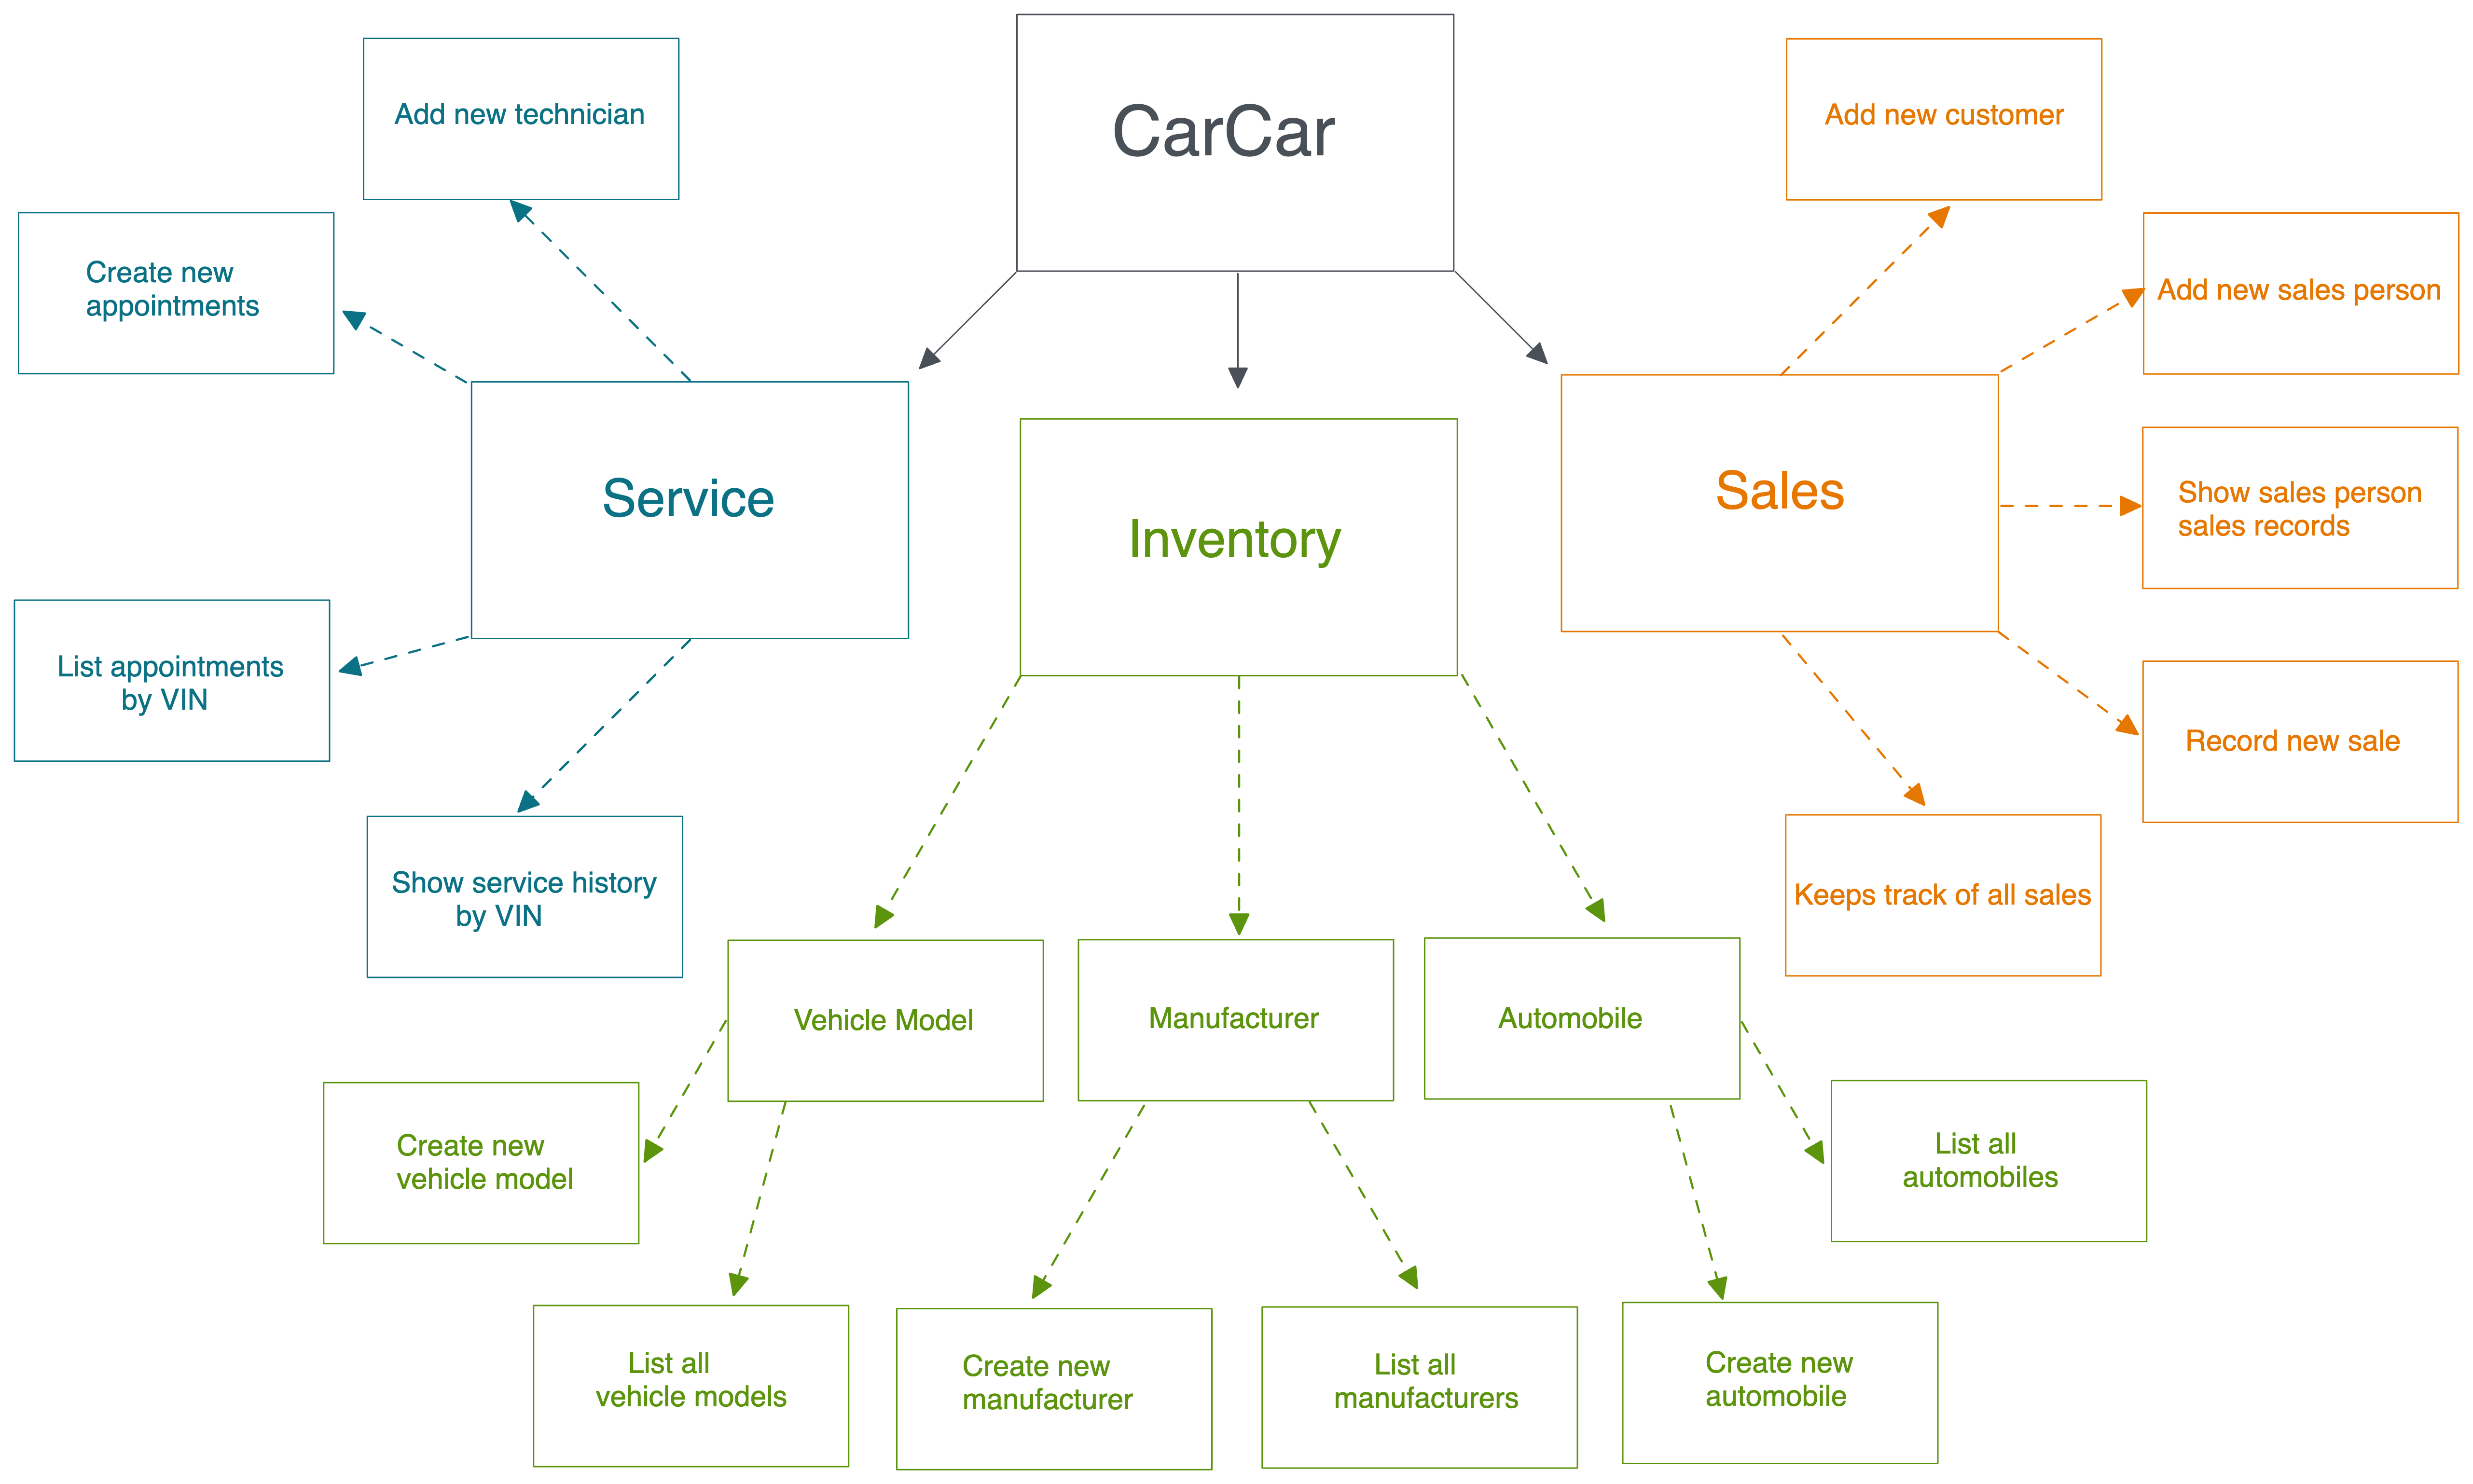 CarCar
Add new technician
Add new customer
Create new
appointments
Add new sales person
Service
Inventory
Sales
Show sales person
sales records
List appointments
by VIN
Record new sale
Show service history
by VIN
Keeps track of all sales
Vehicle Model
Manufacturer
Automobile
Create new
vehicle model
List all
automobiles
List all
vehicle models
Create new
manufacturer
List all
manufacturers
Create new
automobile